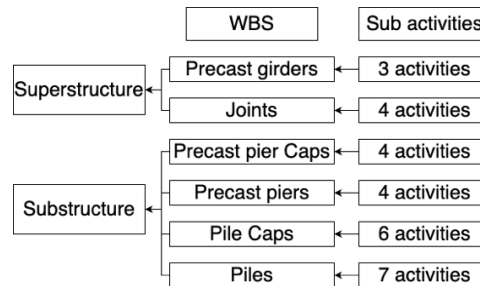 WBS Sub activities
Superstructure
Precast girders 3 activities
Joints 4 activities
Substructure
Precast pier Caps 4 activities
Precast piers 4 activities
Pile Caps 6 activities
Piles 7 activities